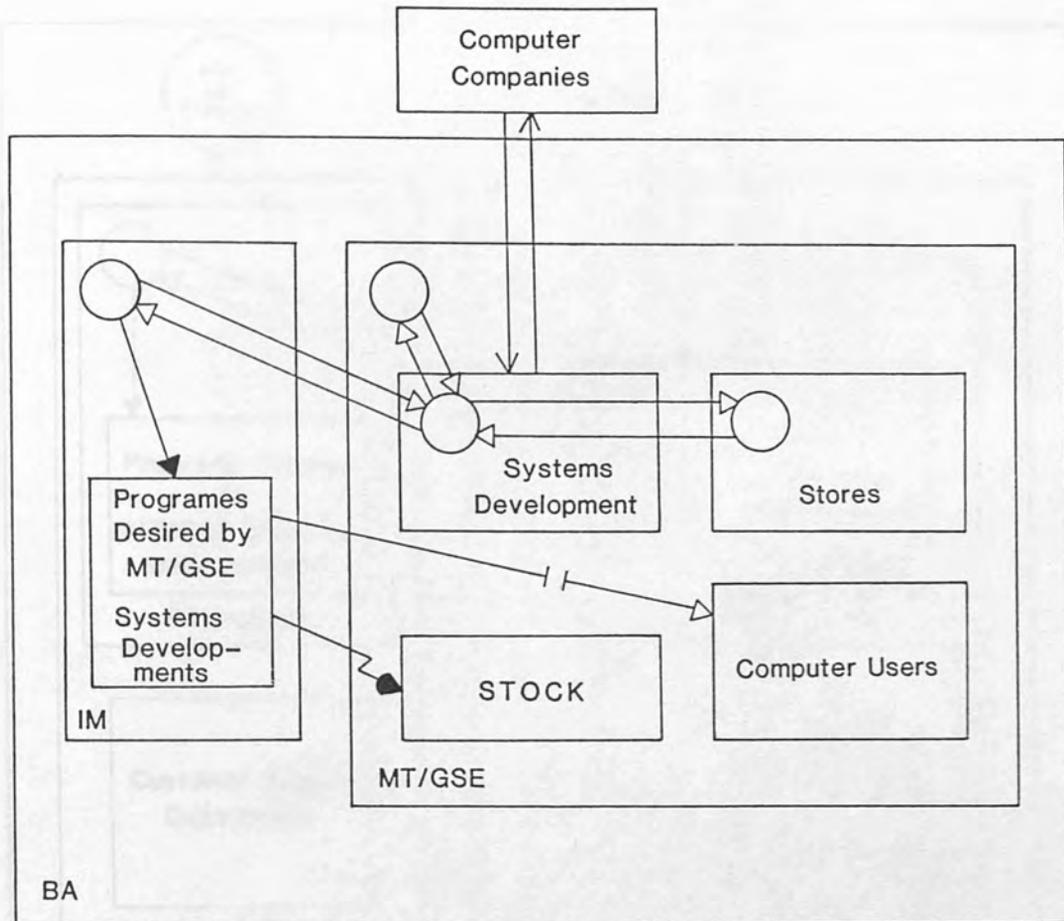 Computer
Companies
Systems
Development
Stores
Programes
Desired by
MT/GSE
Systems
Develop-
ments
IM
STOCK
Computer Users
MT/GSE
BA